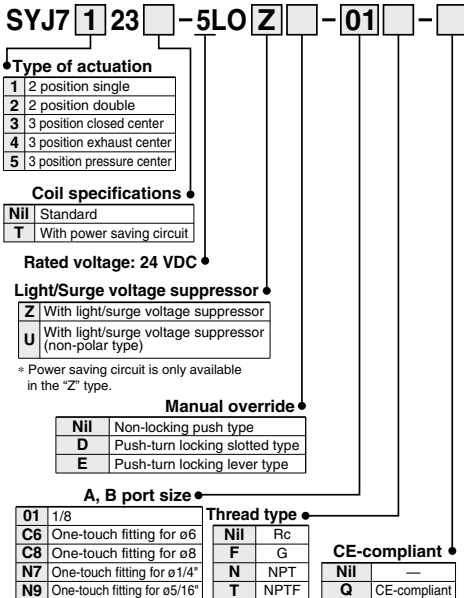 SYJ7 1 23 -5LO Z - 01 -
Type of actuation
1 2 position single
2 2 position double
3 3 position closed center
4 3 position exhaust center
5 3 position pressure center
Coil specifications
Nil Standard
T With power saving circuit
Rated voltage: 24 VDC
Light/Surge voltage suppressor
Z With light/surge voltage suppressor
U With light/surge voltage suppressor
(non-polar type)
* Power saving circuit is only available
in the “Z” type.
Manual override
Nil Non-locking push type
D Push-turn locking slotted type
E Push-turn locking lever type
A, B port size
01 1/8
C6 One-touch fitting for ø6
C8 One-touch fitting for ø8
N7 One-touch fitting for ø1/4"
N9 One-touch fitting for ø5/16"
Thread type
Nil Rc
F G
N NPT
T NPTF
CE-compliant
Nil —
Q CE-compliant